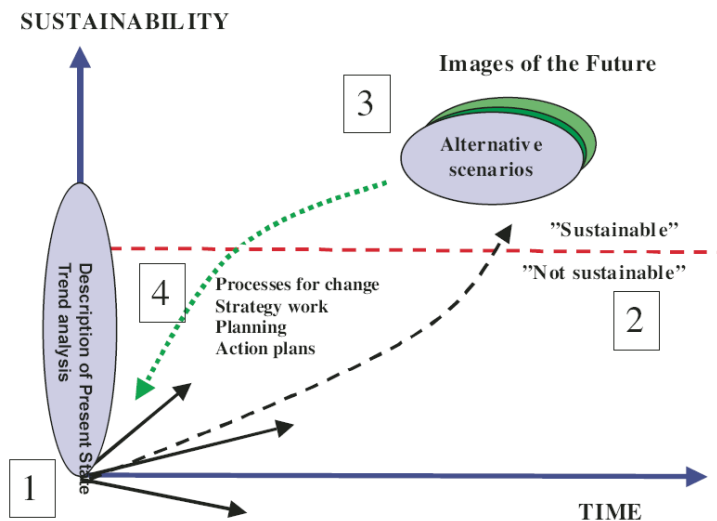 SUSTAINABILITY
Images of the Future
3
Alternative
scenarios
”Sustainable”
”Not sustainable”
4
Processes for change
Strategy work
Planning
Action plans
2
Description of Present State
Trend analysis
1
TIME